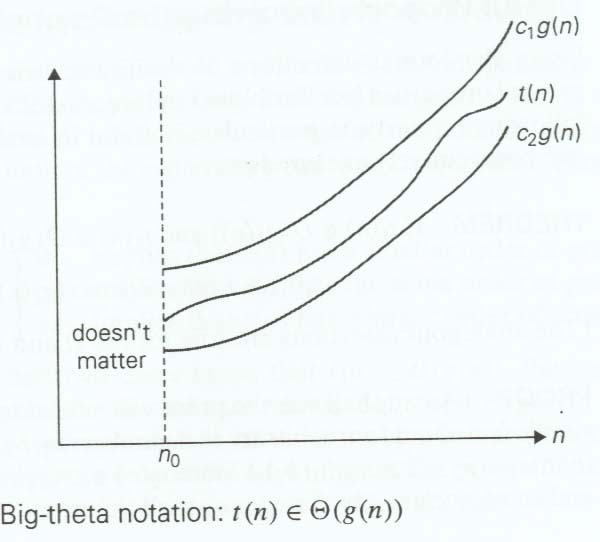 c₁g(n)
t(n)
c₂g(n)
doesn't
matter
n₀
n
Big-theta notation: t(n) ∈ Θ(g(n))